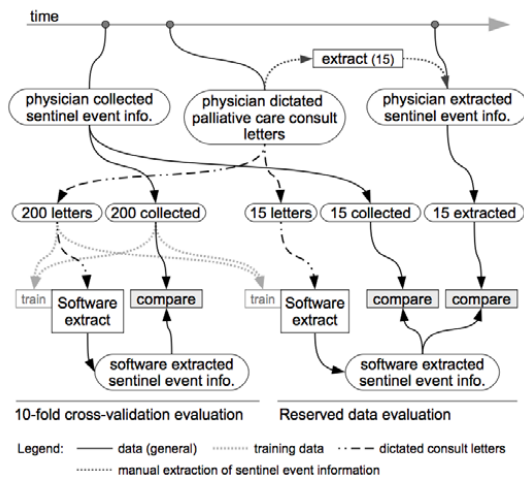 time
extract (15)
physician collected
sentinel event info.
physician dictated
palliative care consult
letters
physician extracted
sentinel event info.
200 letters
200 collected
15 letters
15 collected
15 extracted
train
Software
extract
compare
train
Software
extract
compare
compare
software extracted
sentinel event info.
software extracted
sentinel event info.
10-fold cross-validation evaluation
Reserved data evaluation
Legend:
data (general)
training data
dictated consult letters
manual extraction of sentinel event information